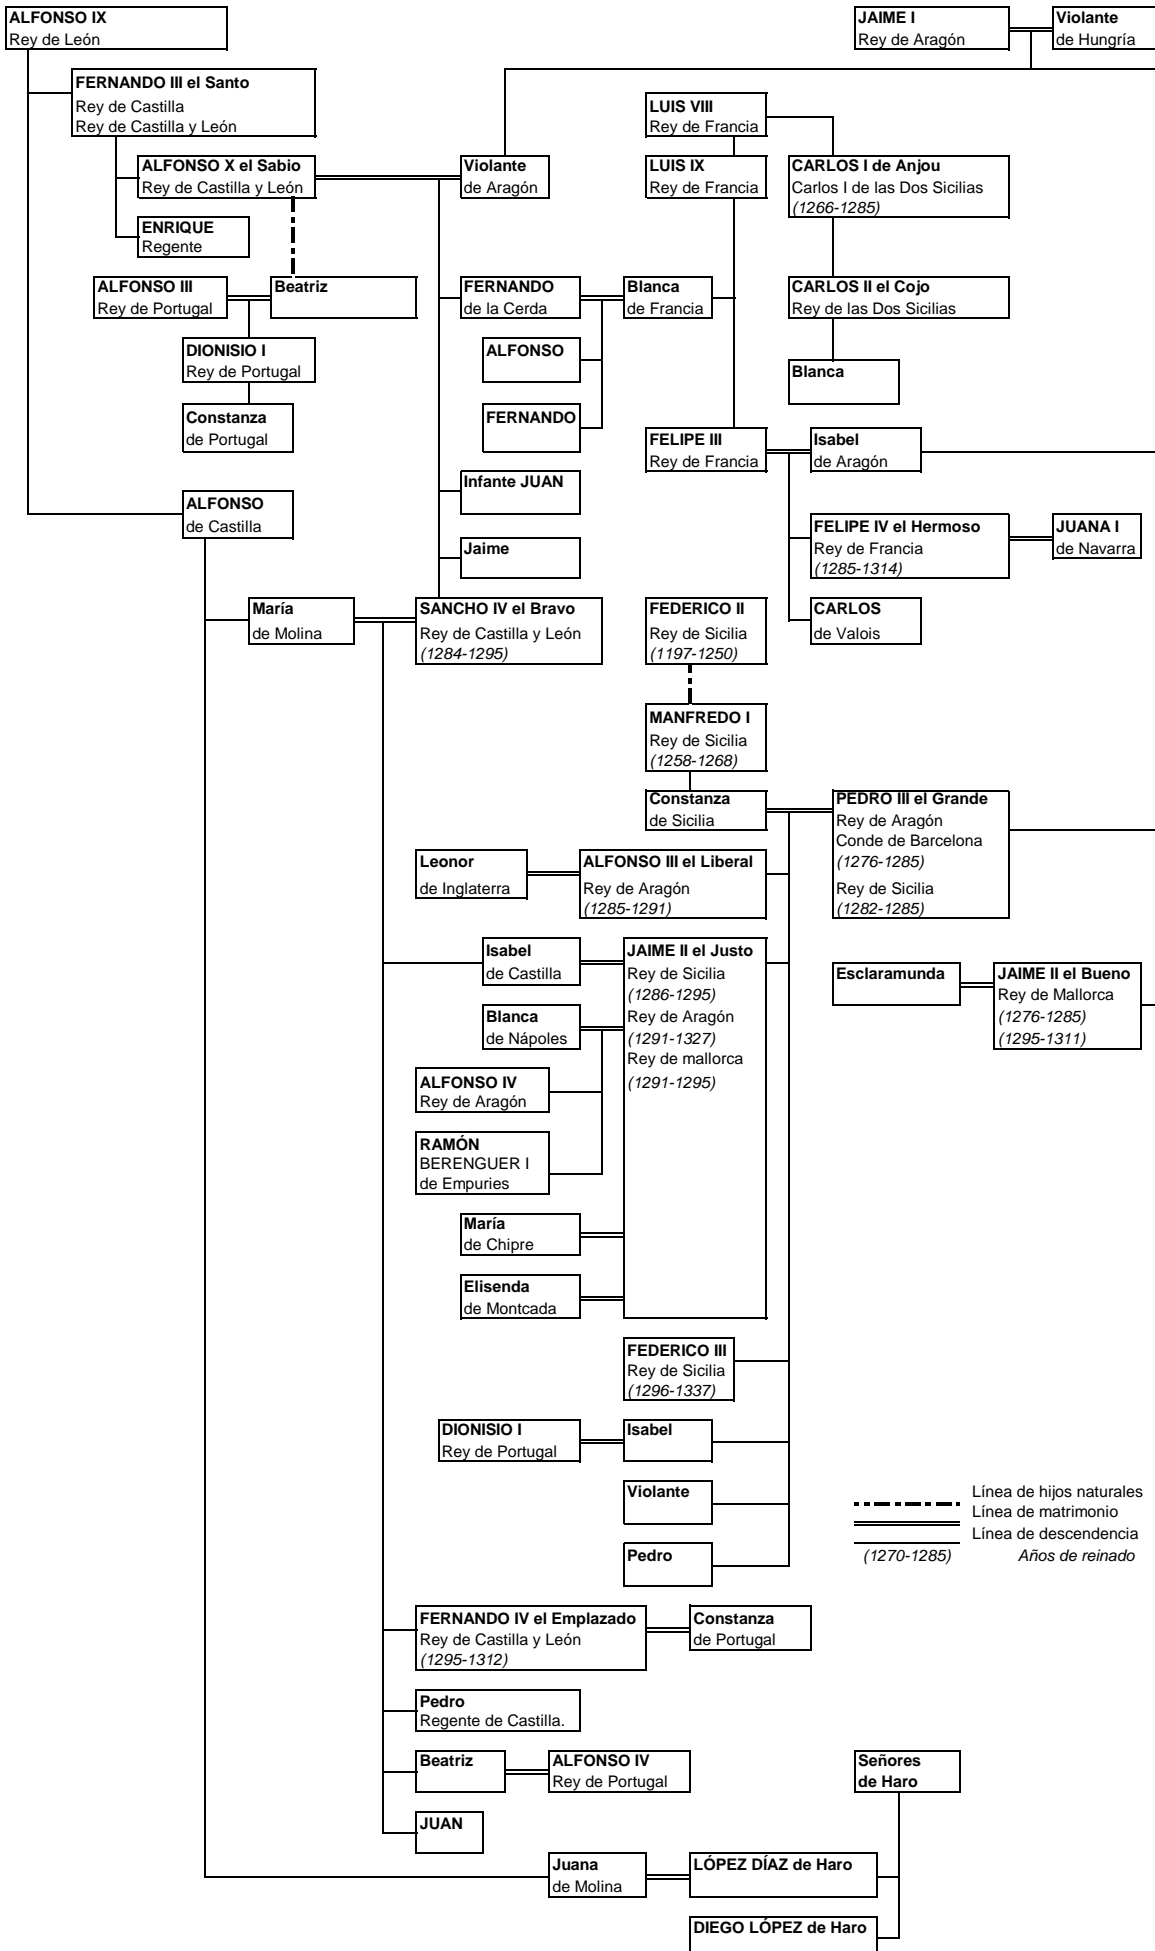 ALFONSO IX
Rey de León
JAIME I
Rey de Aragón
Violante
de Hungría
FERNANDO III el Santo
Rey de Castilla
Rey de Castilla y León
LUIS VIII
Rey de Francia
ALFONSO X el Sabio
Rey de Castilla y León
Violante
de Aragón
LUIS IX
Rey de Francia
CARLOS I de Anjou
Carlos I de las Dos Sicilias
(1266-1285)
ENRIQUE
Regente
ALFONSO III
Rey de Portugal
Beatriz
FERNANDO
de la Cerda
Blanca
de Francia
CARLOS II el Cojo
Rey de las Dos Sicilias
DIONISIO I
Rey de Portugal
ALFONSO
Blanca
Constanza
de Portugal
FERNANDO
FELIPE III
Rey de Francia
Isabel
de Aragón
Infante JUAN
ALFONSO
de Castilla
FELIPE IV el Hermoso
Rey de Francia
(1285-1314)
JUANA I
de Navarra
Jaime
María
de Molina
SANCHO IV el Bravo
Rey de Castilla y León
(1284-1295)
FEDERICO II
Rey de Sicilia
(1197-1250)
CARLOS
de Valois
MANFREDO I
Rey de Sicilia
(1258-1268)
Constanza
de Sicilia
PEDRO III el Grande
Rey de Aragón
Conde de Barcelona
(1276-1285)
Rey de Sicilia
(1282-1285)
Leonor
de Inglaterra
ALFONSO III el Liberal
Rey de Aragón
(1285-1291)
Isabel
de Castilla
JAIME II el Justo
Rey de Sicilia
(1286-1295)
Rey de Aragón
(1291-1327)
Rey de mallorca
(1291-1295)
Esclaramunda
JAIME II el Bueno
Rey de Mallorca
(1276-1285)
(1295-1311)
Blanca
de Nápoles
ALFONSO IV
Rey de Aragón
RAMÓN
BERENGUER I
de Empuries
María
de Chipre
Elisenda
de Montcada
FEDERICO III
Rey de Sicilia
(1296-1337)
DIONISIO I
Rey de Portugal
Isabel
Violante
Pedro
Línea de hijos naturales
Línea de matrimonio
Línea de descendencia
(1270-1285) Años de reinado
FERNANDO IV el Emplazado
Rey de Castilla y León
(1295-1312)
Constanza
de Portugal
Pedro
Regente de Castilla.
Beatriz
ALFONSO IV
Rey de Portugal
Señores
de Haro
JUAN
Juana
de Molina
LÓPEZ DÍAZ de Haro
DIEGO LÓPEZ de Haro